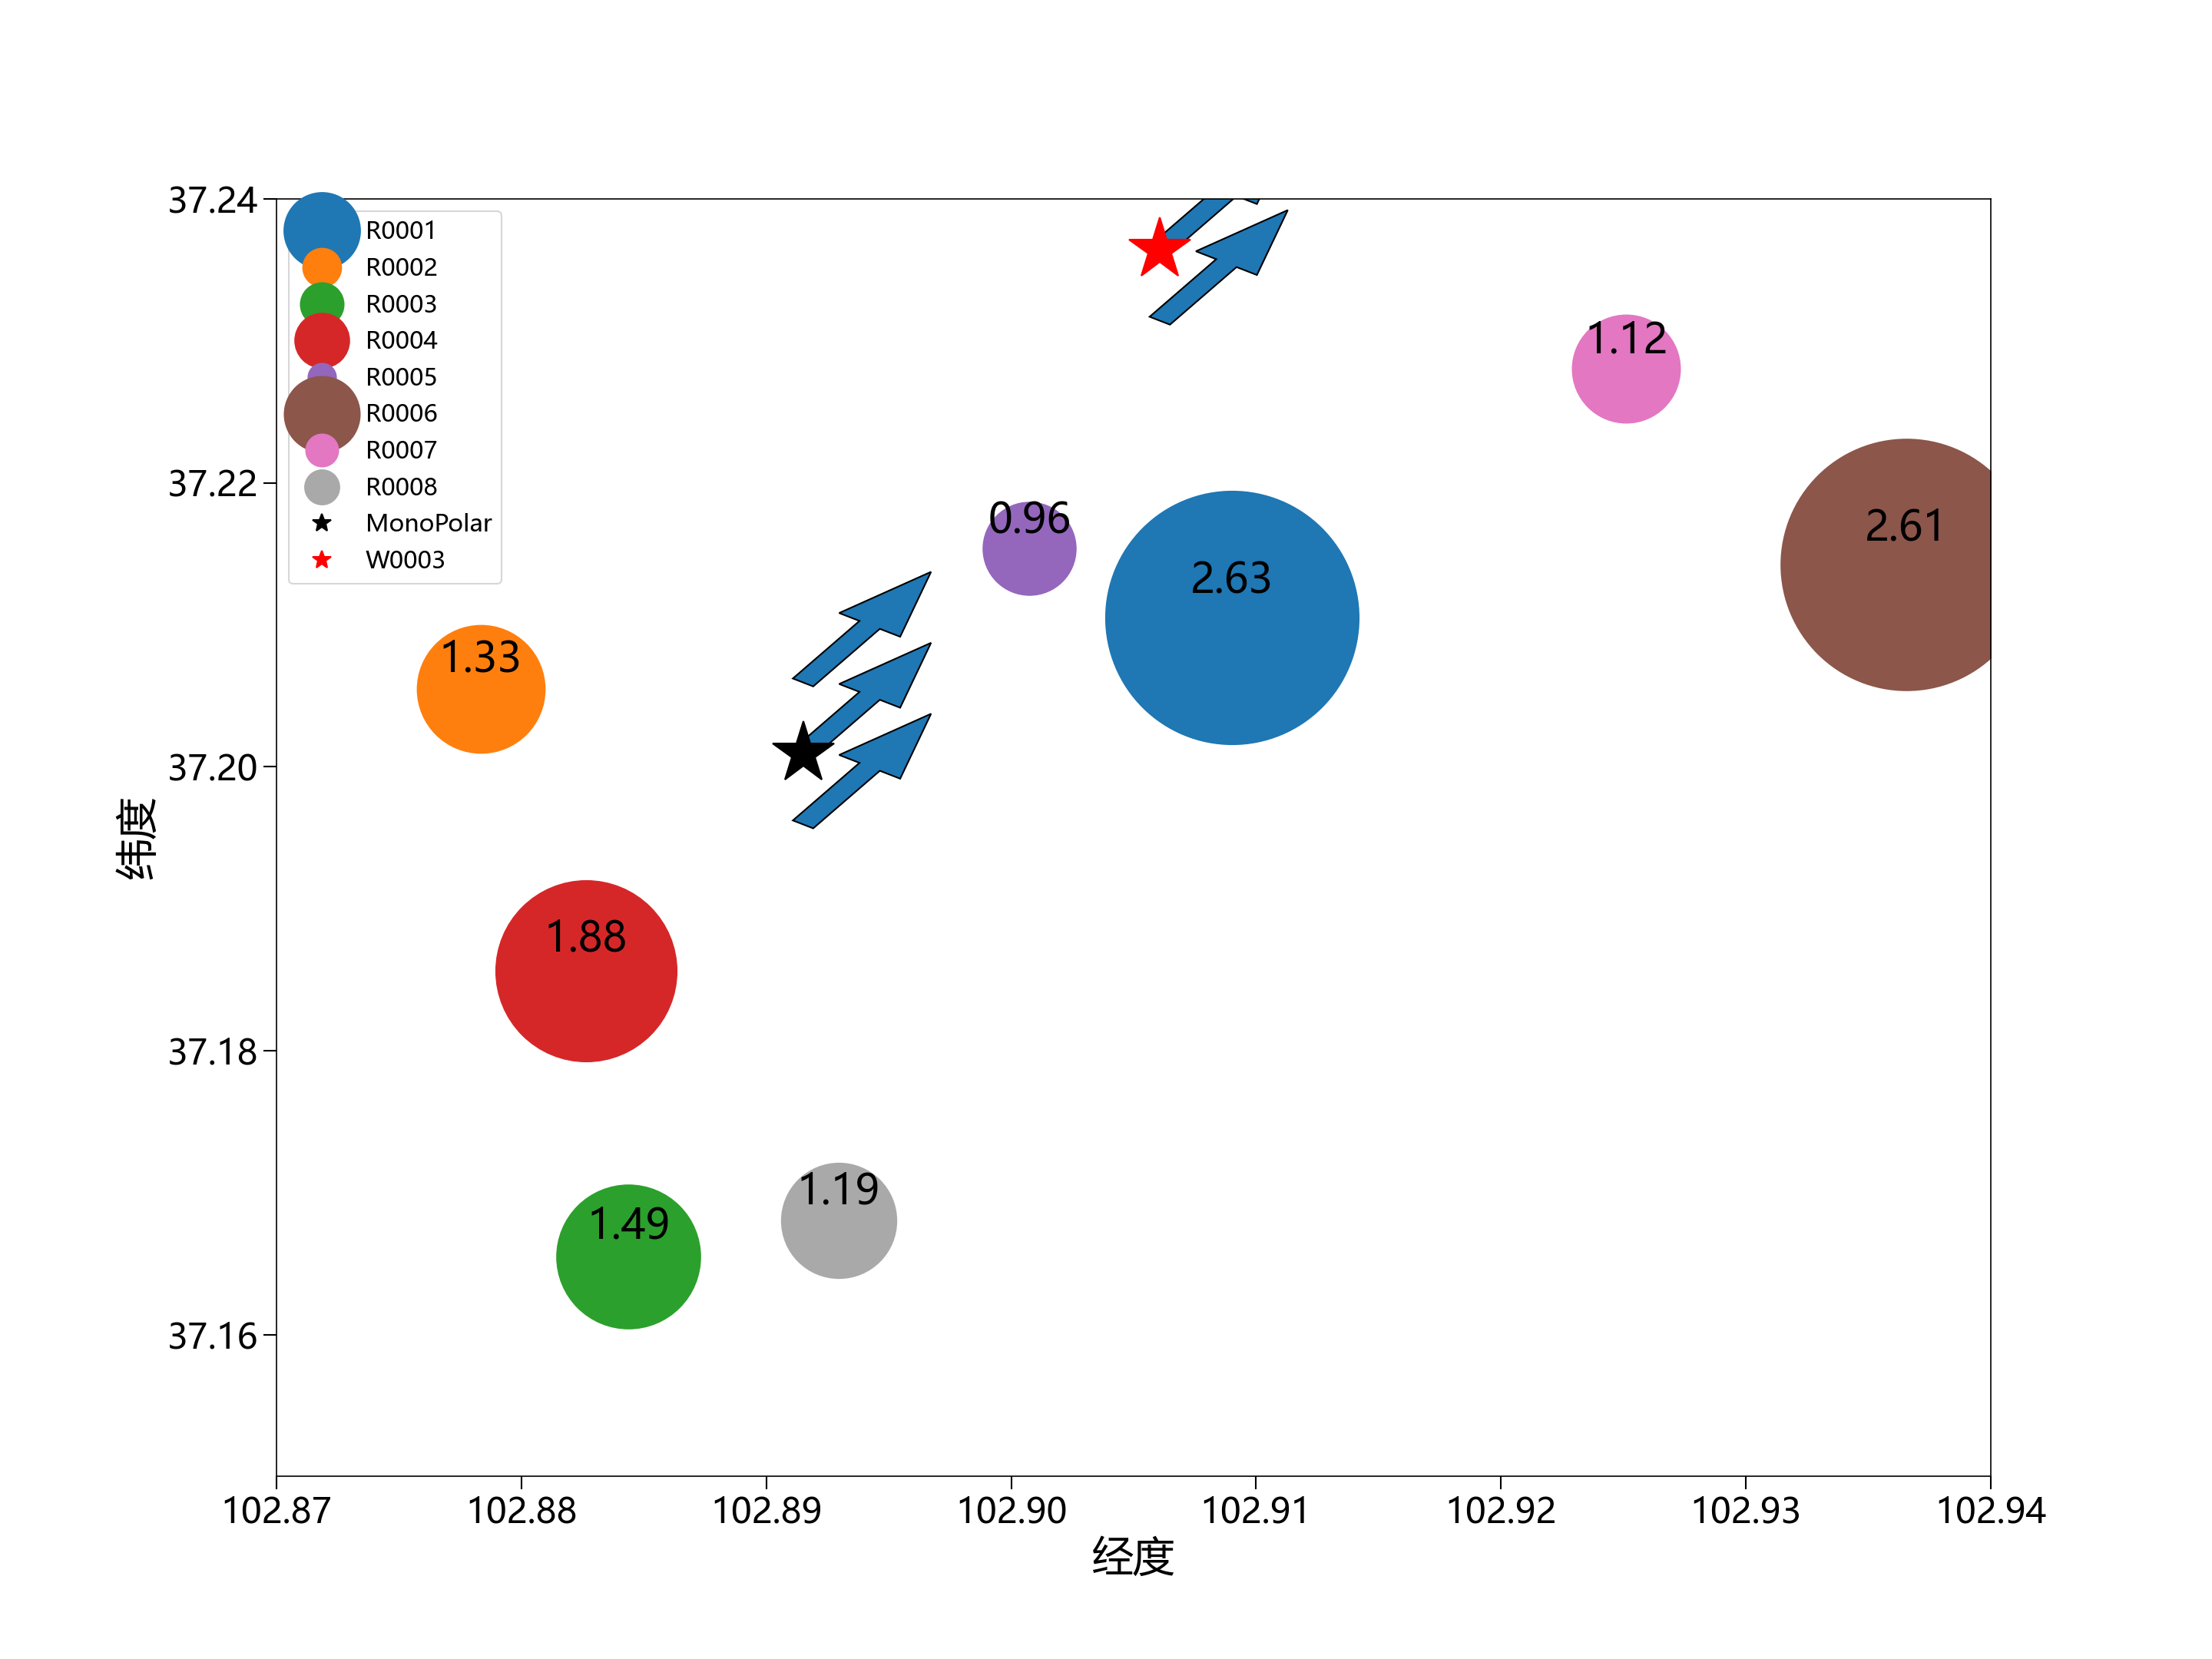 37.24
37.22
37.20
37.18
37.16
纬度
R0001
R0002
R0003
R0004
R0005
R0006
R0007
R0008
MonoPolar
W0003
1.12
2.61
0.96
2.63
1.33
1.88
1.19
1.49
102.87 102.88 102.89 102.90 102.91 102.92 102.93 102.94
经度